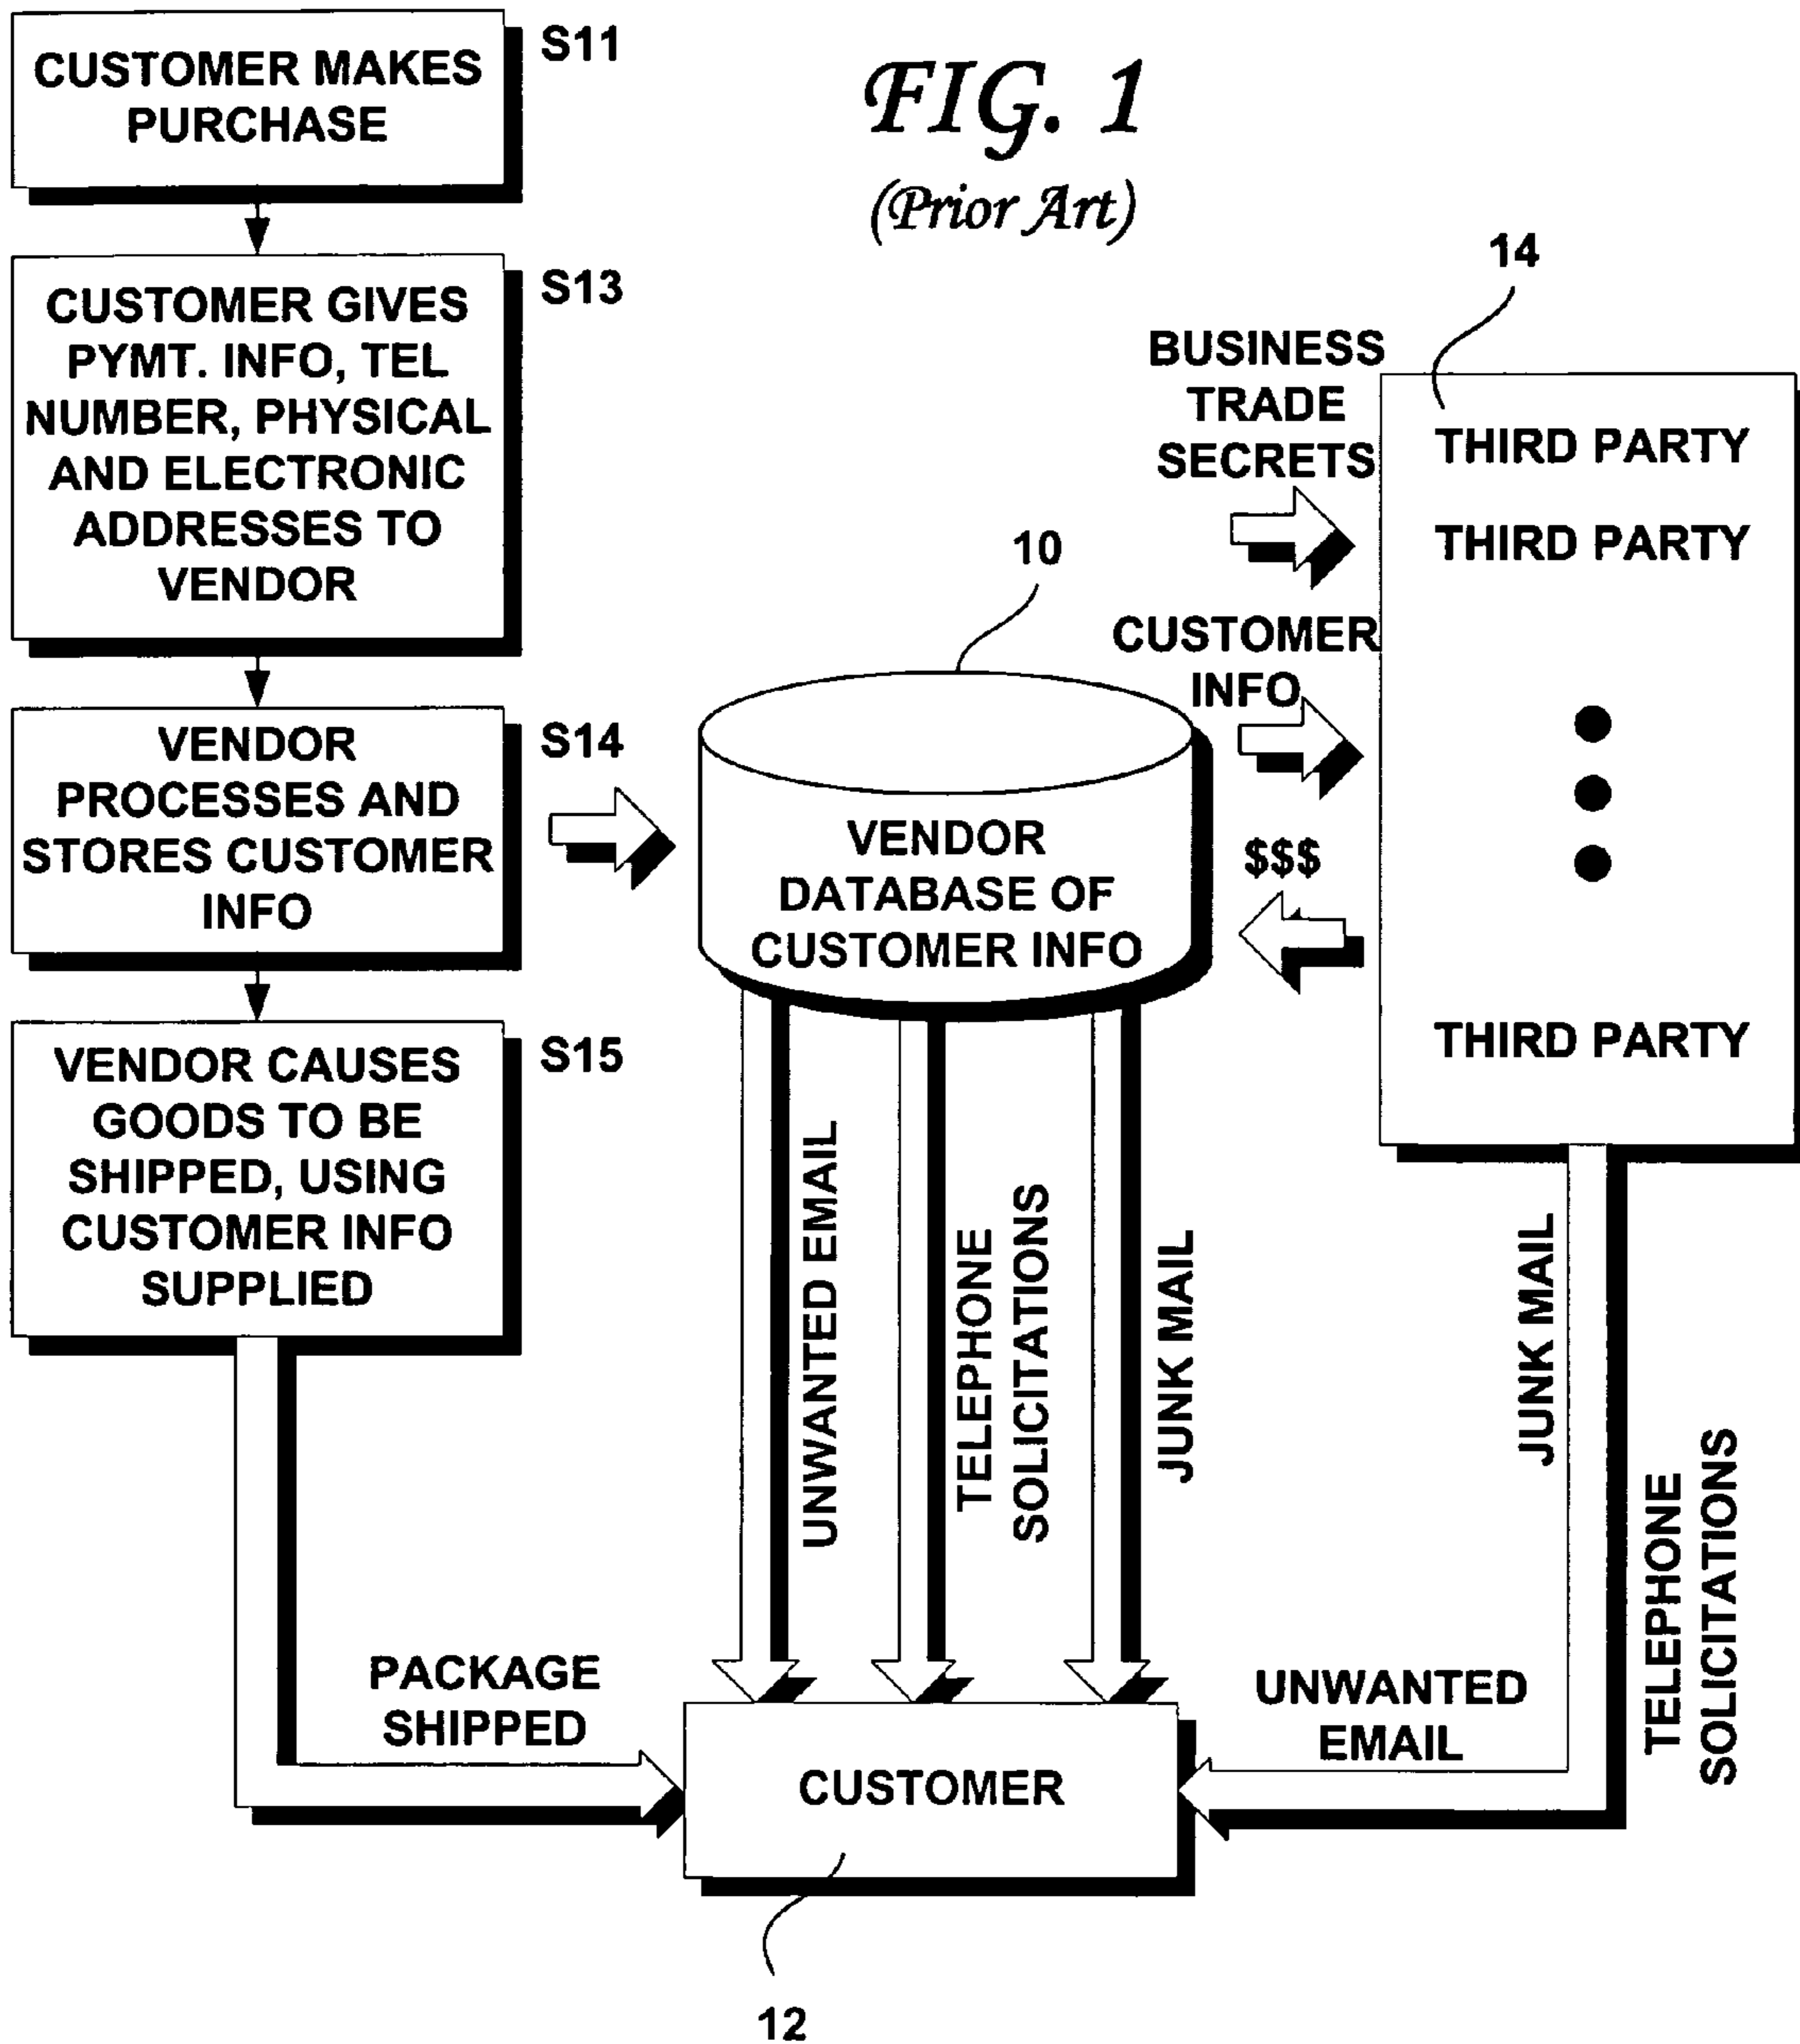 FIG. 1
(Prior Art)
CUSTOMER MAKES
PURCHASE
S11
CUSTOMER GIVES
PYMT. INFO, TEL
NUMBER, PHYSICAL
AND ELECTRONIC
ADDRESSES TO
VENDOR
S13
VENDOR
PROCESSES AND
STORES CUSTOMER
INFO
S14
VENDOR CAUSES
GOODS TO BE
SHIPPED, USING
CUSTOMER INFO
SUPPLIED
S15
PACKAGE
SHIPPED
10
VENDOR
DATABASE OF
CUSTOMER INFO
BUSINESS
TRADE
SECRETS
CUSTOMER
INFO
$$$
14
THIRD PARTY
THIRD PARTY
THIRD PARTY
UNWANTED EMAIL
TELEPHONE
SOLICITATIONS
JUNK MAIL
JUNK MAIL
TELEPHONE
SOLICITATIONS
UNWANTED
EMAIL
CUSTOMER
12